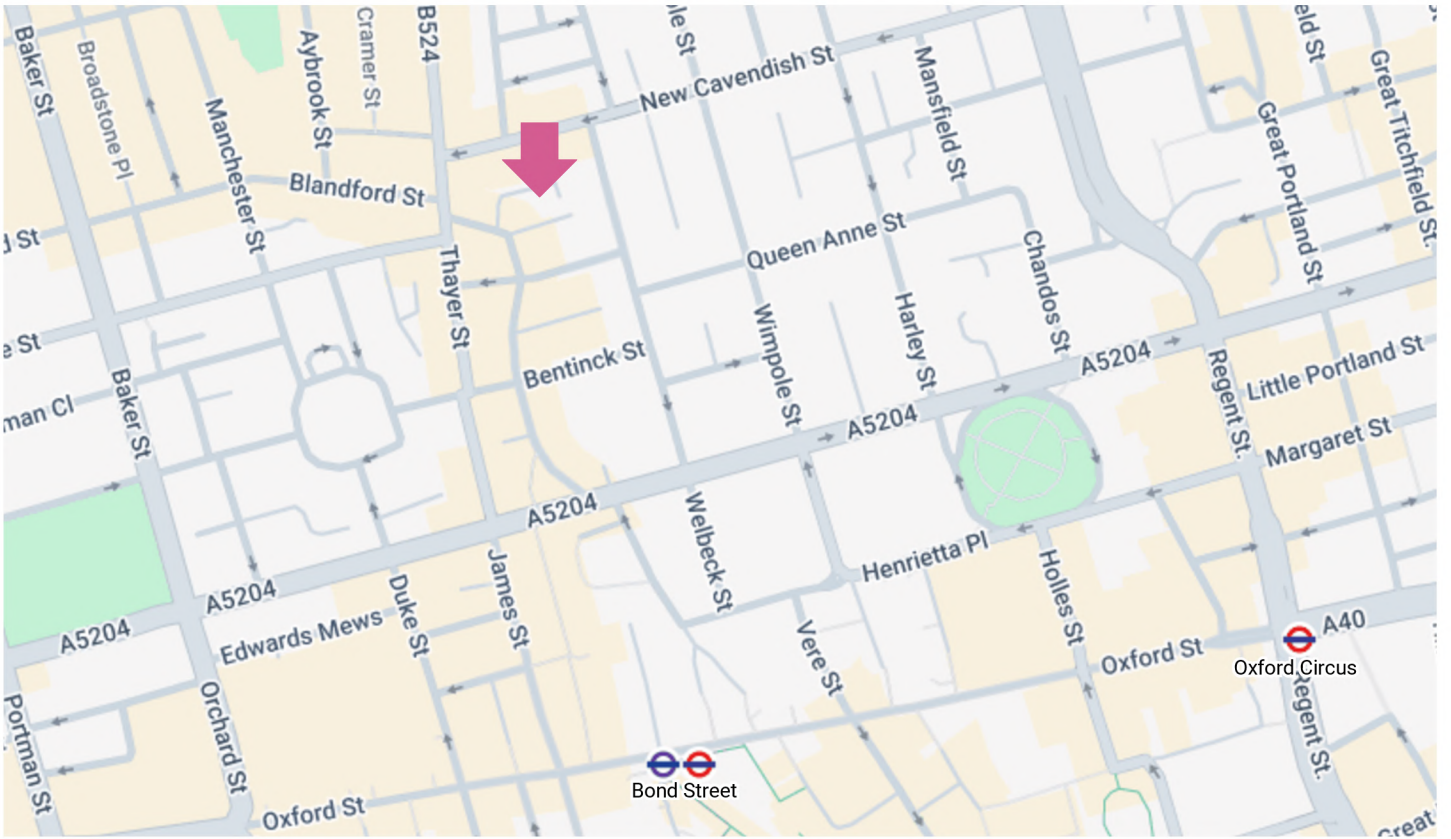 Baker St
Broadstone Pl
Aybrook St
Cramer St
B524
le St
New Cavendish St
Mansfield St
eld St
Great Titchfield St.
Great Portland St
Manchester St
Blandford St
d St
Queen Anne St
Chandos St
Thayer St
Wimpole St
Harley St
e St
Bentinck St
A5204
Regent St.
Little Portland St
Baker St
man Cl
A5204
Margaret St
A5204
Welbeck St
Henrietta Pl
James St
Holles St
A5204
Duke St
Edwards Mews
A5204
Vere St
Oxford St
A40
Oxford Circus
Regent St.
Portman St
Orchard St
Bond Street
Oxford St
Great